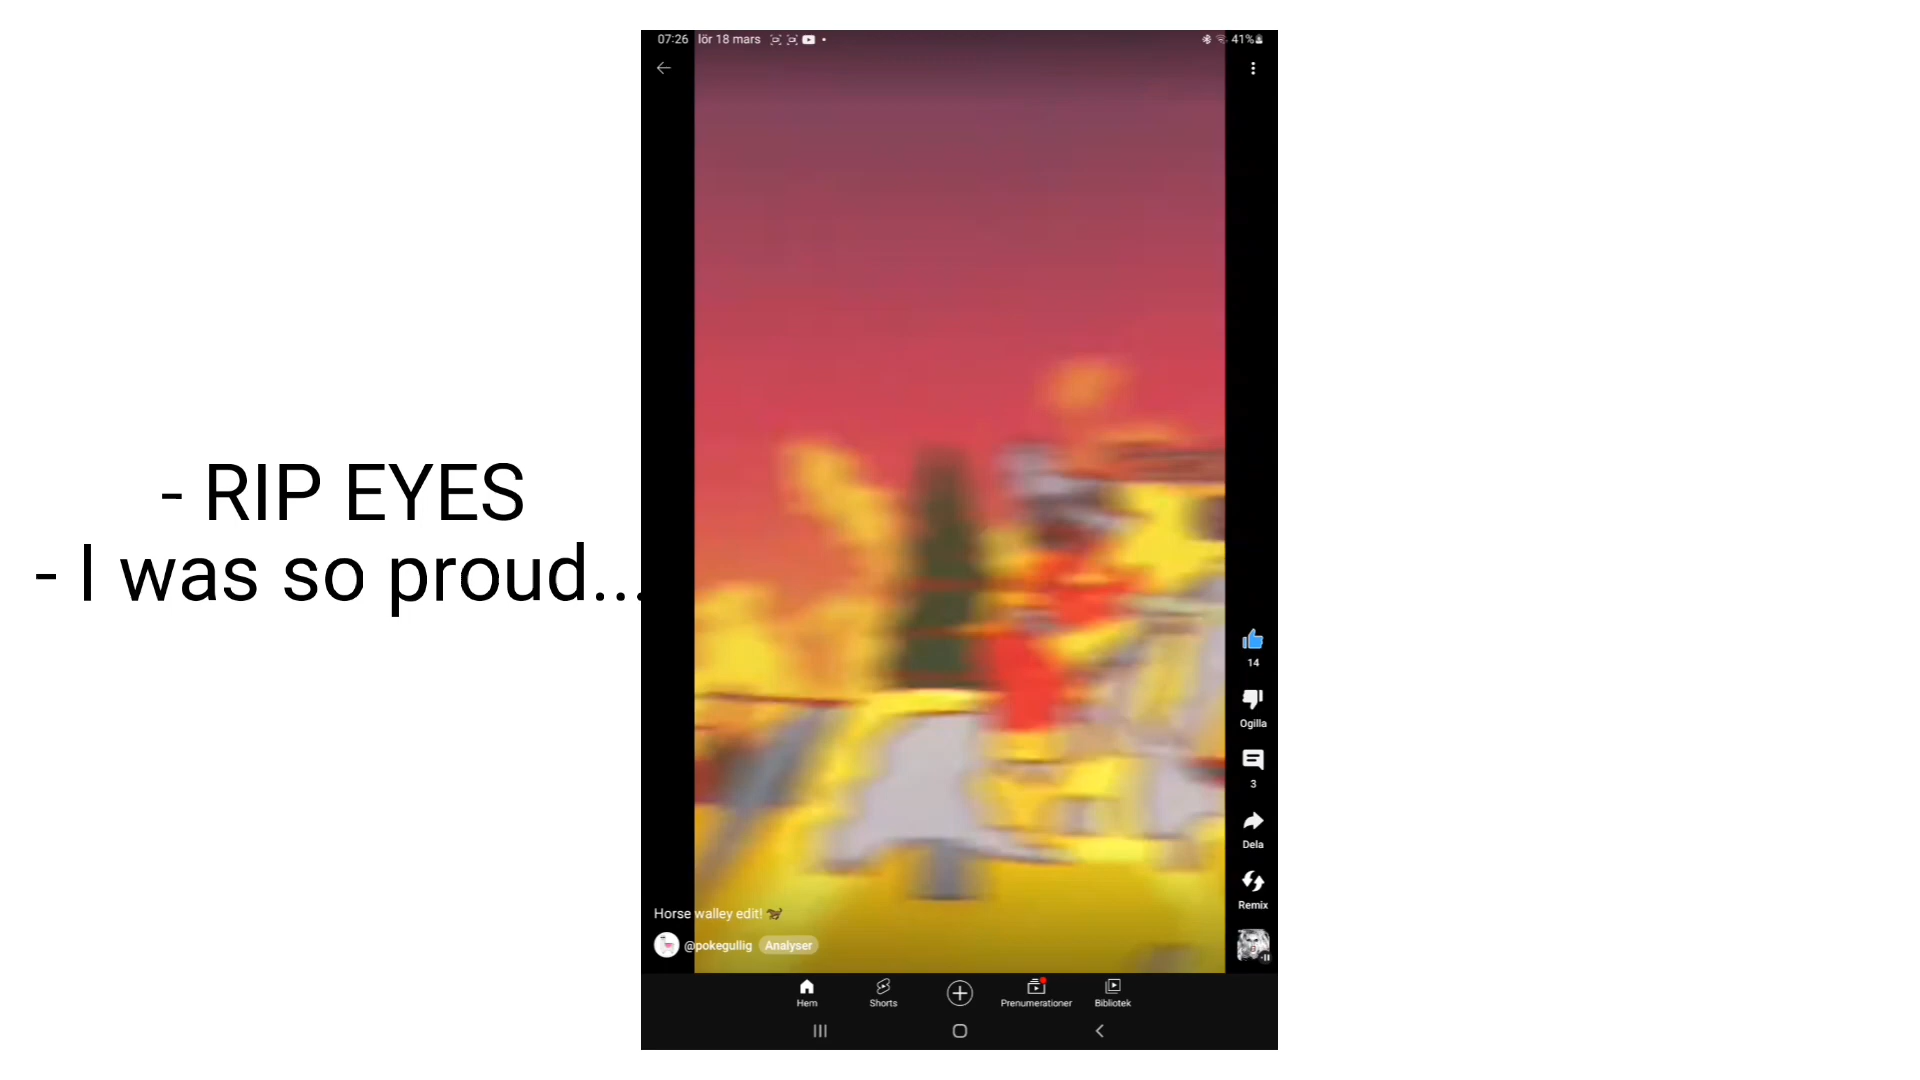 07:26 lör 18 mars
41%
- RIP EYES
- I was so proud...
14
Ogilla
3
Dela
Remix
Horse walley edit! 🐎
@pokegullig Analyser
Hem Shorts Prenumerationer Bibliotek